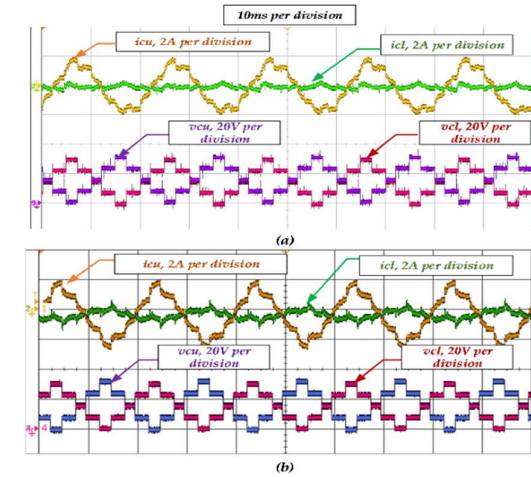 10ms per division
icu, 2A per division
icl, 2A per division
vcu, 20V per
division
vcl, 20V per
division
(a)
icu, 2A per division
icl, 2A per division
vcu, 20V per
division
vcl, 20V per
division
(b)